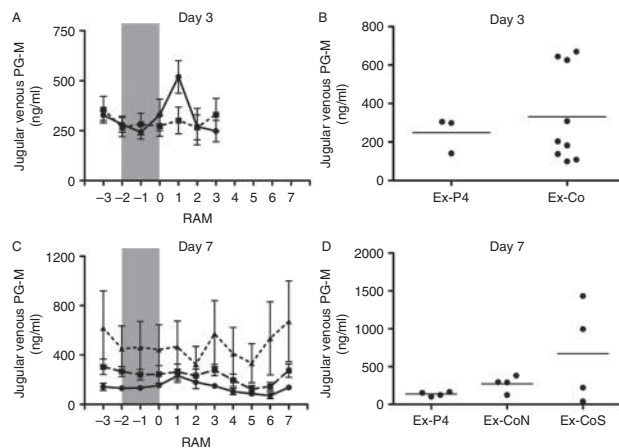 A
Day 3
Jugular venous PG-M
(ng/ml)
750
500
250
0
−3 −2 −1 0 1 2 3 4 5 6 7
RAM
B
Day 3
Jugular venous PG-M
(ng/ml)
800
600
400
200
0
Ex-P4 Ex-Co
C
Day 7
Jugular venous PG-M
(ng/ml)
1200
800
400
0
−3 −2 −1 0 1 2 3 4 5 6 7
RAM
D
Day 7
Jugular venous PG-M
(ng/ml)
2000
1500
1000
500
0
Ex-P4 Ex-CoN Ex-CoS